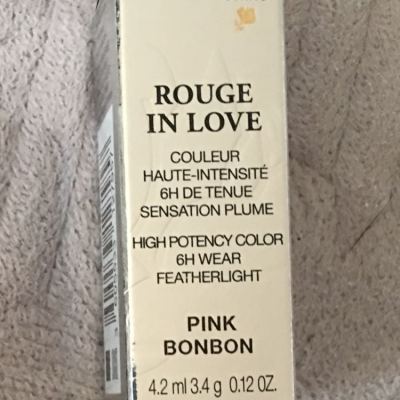 ROUGE
IN LOVE
COULEUR
HAUTE-INTENSITÉ
6H DE TENUE
SENSATION PLUME
HIGH POTENCY COLOR
6H WEAR
FEATHERLIGHT
PINK
BONBON
4.2 ml 3.4 g 0.12 OZ.